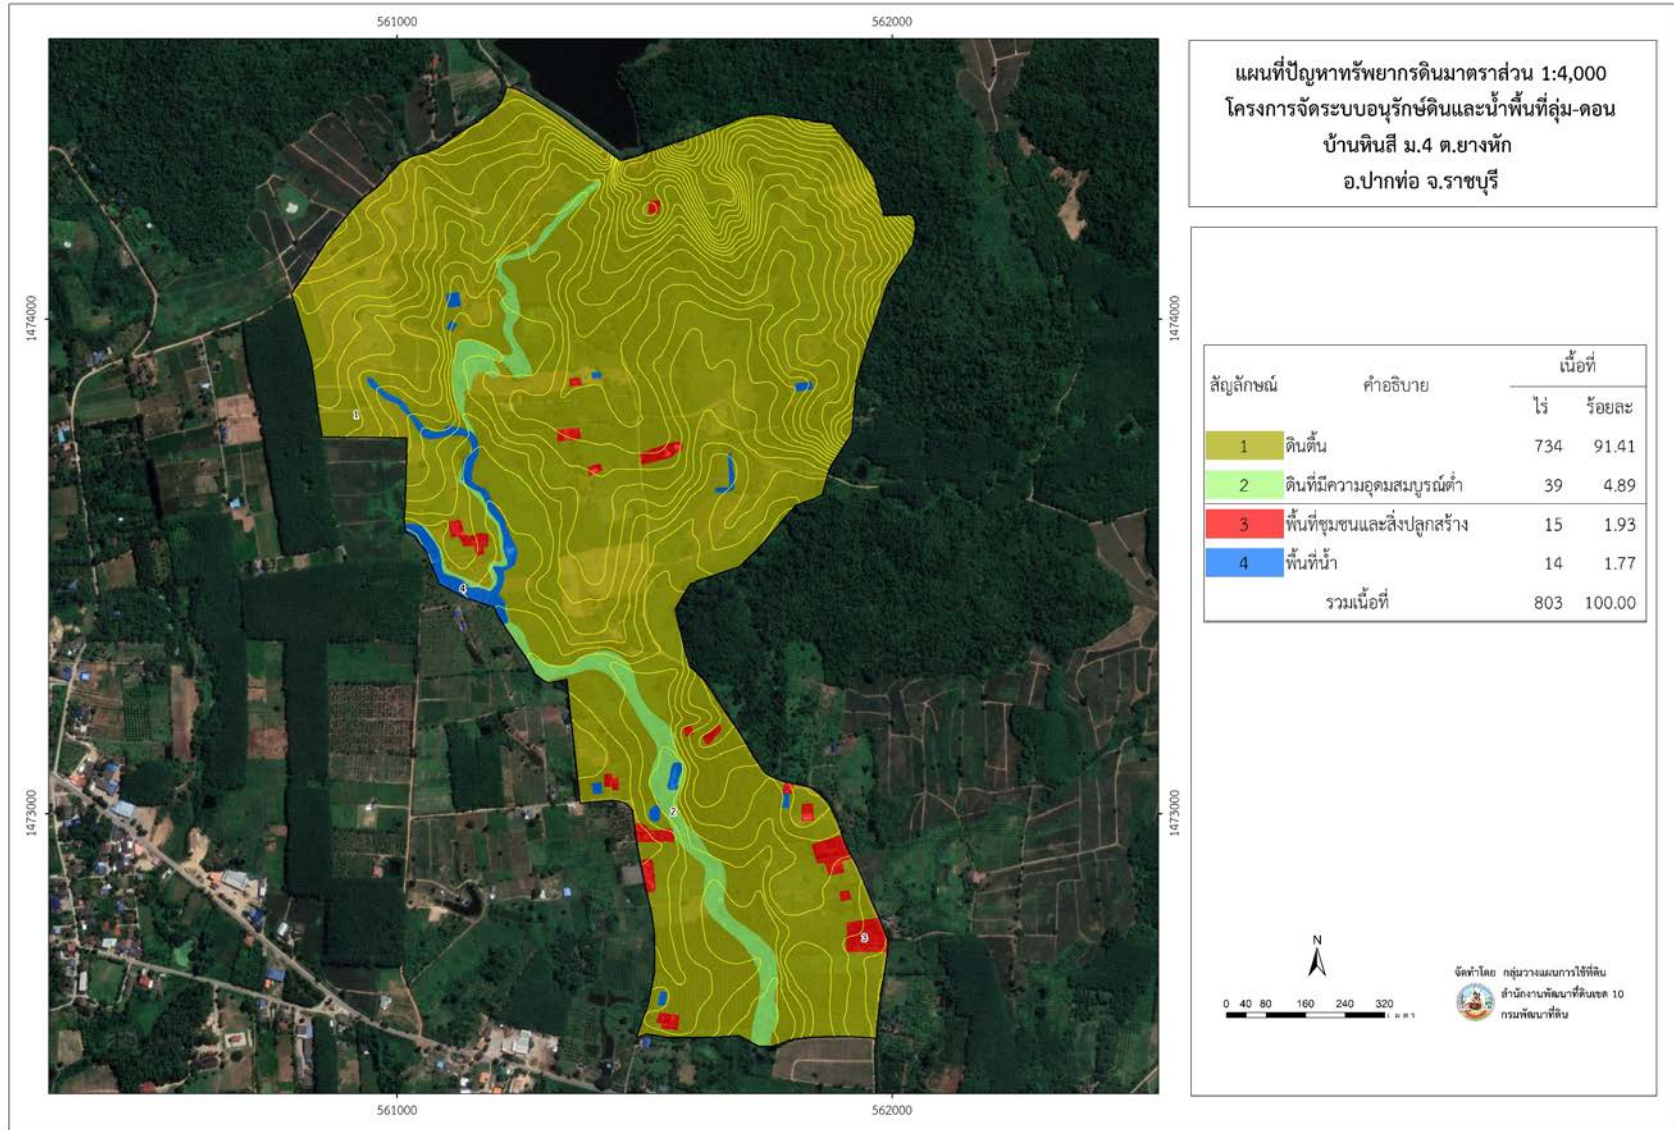 561000
562000
แผนที่ปัญหาทรัพยากรดินมาตราส่วน 1:4,000
โครงการจัดระบบอนุรักษ์ดินและน้ำพื้นที่ลุ่ม-ดอน
บ้านหินสี ม.4 ต.ยางหัก
อ.ปากท่อ จ.ราชบุรี
1474000
1474000
1473000
1473000
1
4
2
3
สัญลักษณ์ คำอธิบาย เนื้อที่
ไร่ ร้อยละ
1 ดินตื้น 734 91.41
2 ดินที่มีความอุดมสมบูรณ์ต่ำ 39 4.89
3 พื้นที่ชุมชนและสิ่งปลูกสร้าง 15 1.93
4 พื้นที่น้ำ 14 1.77
รวมเนื้อที่ 803 100.00
N
0 40 80 160 240 320
เมตร
จัดทำโดย กลุ่มวางแผนการใช้ที่ดิน
สำนักงานพัฒนาที่ดินเขต 10
กรมพัฒนาที่ดิน
561000
562000